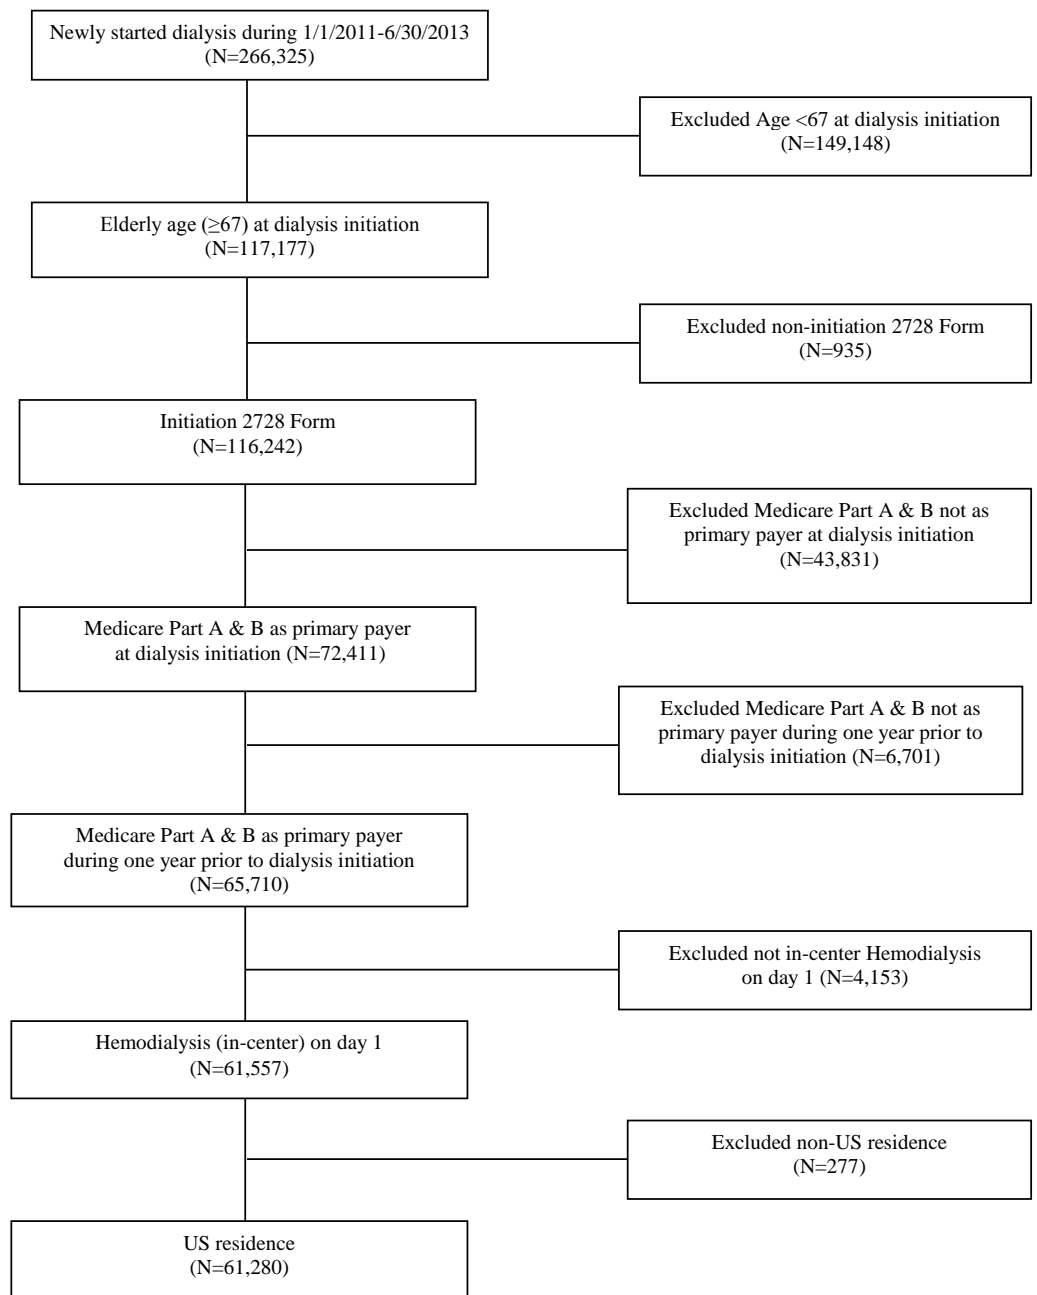 Newly started dialysis during 1/1/2011-6/30/2013
(N=266,325)
Excluded Age <67 at dialysis initiation
(N=149,148)
Elderly age (≥67) at dialysis initiation
(N=117,177)
Excluded non-initiation 2728 Form
(N=935)
Initiation 2728 Form
(N=116,242)
Excluded Medicare Part A & B not as
primary payer at dialysis initiation
(N=43,831)
Medicare Part A & B as primary payer
at dialysis initiation (N=72,411)
Excluded Medicare Part A & B not as
primary payer during one year prior to
dialysis initiation (N=6,701)
Medicare Part A & B as primary payer
during one year prior to dialysis initiation
(N=65,710)
Excluded not in-center Hemodialysis
on day 1 (N=4,153)
Hemodialysis (in-center) on day 1
(N=61,557)
Excluded non-US residence
(N=277)
US residence
(N=61,280)